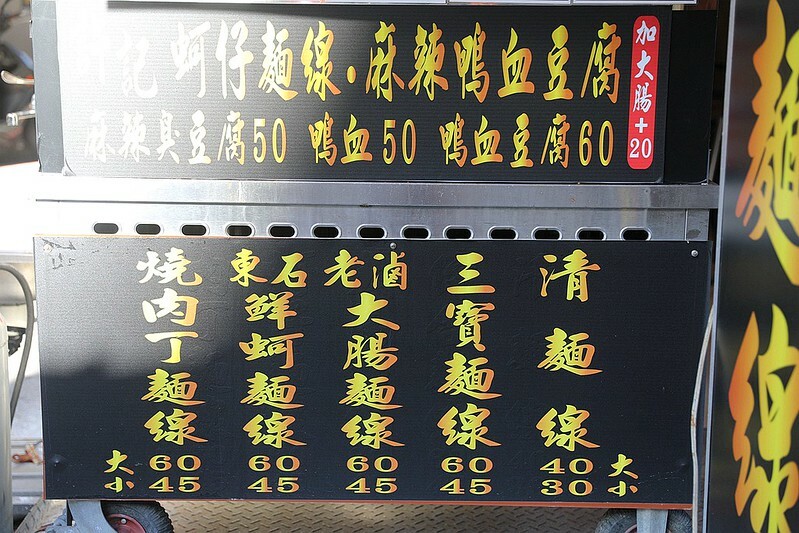 記 蚵仔麵線·麻辣鴨血豆腐
加大腸+20
麻辣臭豆腐50 鴨血50 鴨血豆腐60
燒肉丁麵線
東石鮮蚵麵線
老滷大腸麵線
三寶麵線
清麵線
大 60 60 60 60 40 大
小 45 45 45 45 30 小
麵線